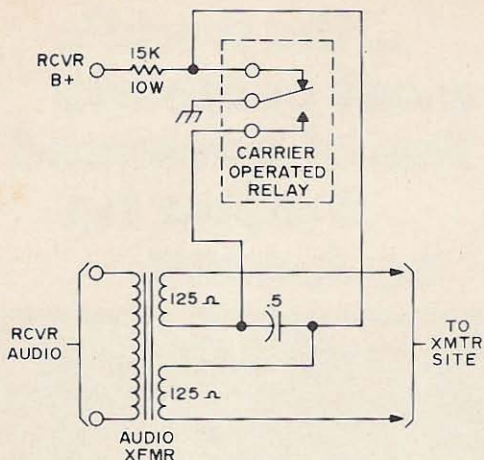 RCVR
B+
15K
10W
CARRIER
OPERATED
RELAY
125 Ω
.5
RCVR
AUDIO
TO
XMTR
SITE
125 Ω
AUDIO
XFMR